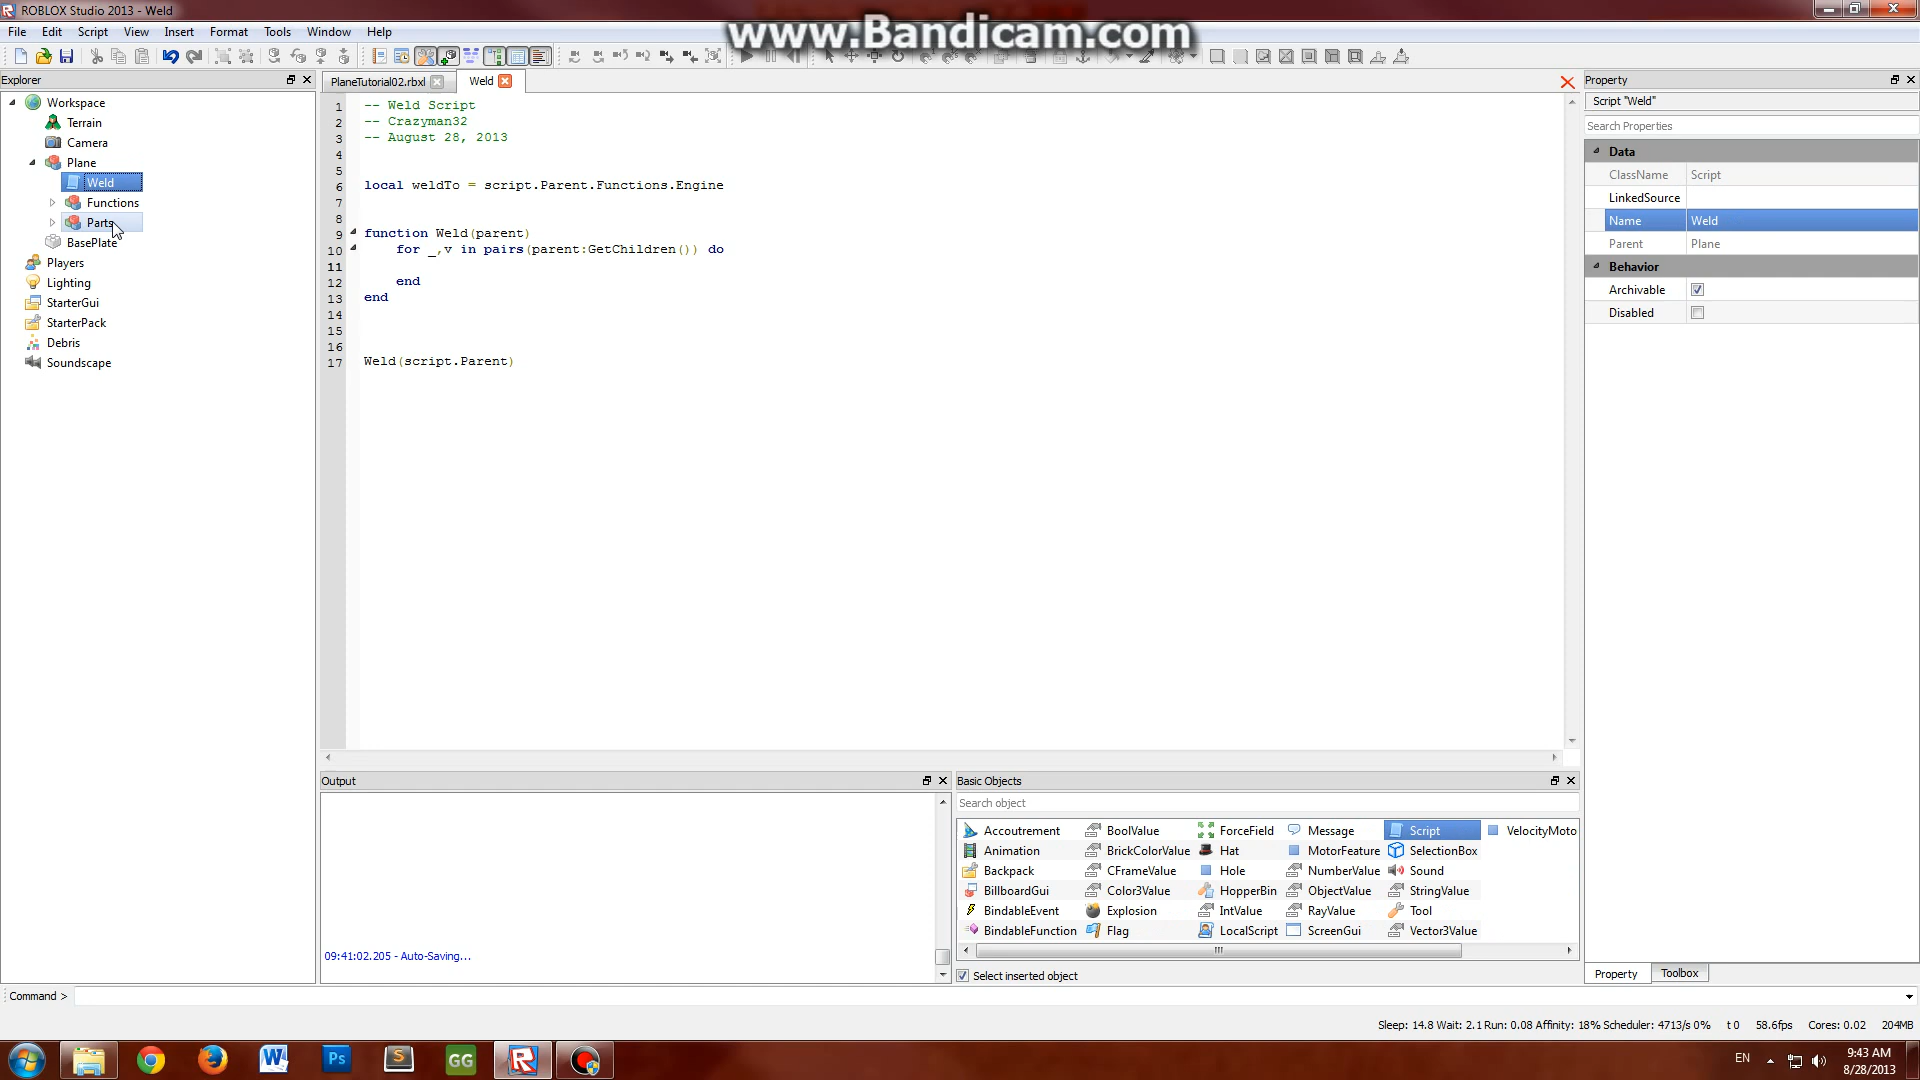 ROBLOX Studio 2013 - Weld
www.Bandicam.com
File Edit Script View Insert Format Tools Window Help
Explorer
Workspace
Terrain
Camera
Plane
Weld
Functions
Parts
BasePlate
Players
Lighting
StarterGui
StarterPack
Debris
Soundscape
PlaneTutorial02.rbxl
Weld
1 -- Weld Script
2 -- Crazyman32
3 -- August 28, 2013
4
5
6 local weldTo = script.Parent.Functions.Engine
7
8
9 function Weld(parent)
10 for _,v in pairs(parent:GetChildren()) do
11
12 end
13 end
14
15
16
17 Weld(script.Parent)
Property
Script "Weld"
Search Properties
Data
ClassName Script
LinkedSource
Name Weld
Parent Plane
Behavior
Archivable
Disabled
Output
09:41:02.205 - Auto-Saving...
Basic Objects
Search object
Accoutrement BoolValue ForceField Message Script VelocityMoto
Animation BrickColorValue Hat MotorFeature SelectionBox
Backpack CFrameValue Hole NumberValue Sound
BillboardGui Color3Value HopperBin ObjectValue StringValue
BindableEvent Explosion IntValue RayValue Tool
BindableFunction Flag LocalScript ScreenGui Vector3Value
Select inserted object
Property Toolbox
Command >
Sleep: 14.8 Wait: 2.1 Run: 0.08 Affinity: 18% Scheduler: 4713/s 0% t 0 58.6fps Cores: 0.02 204MB
W Ps S GG
EN
9:43 AM
8/28/2013